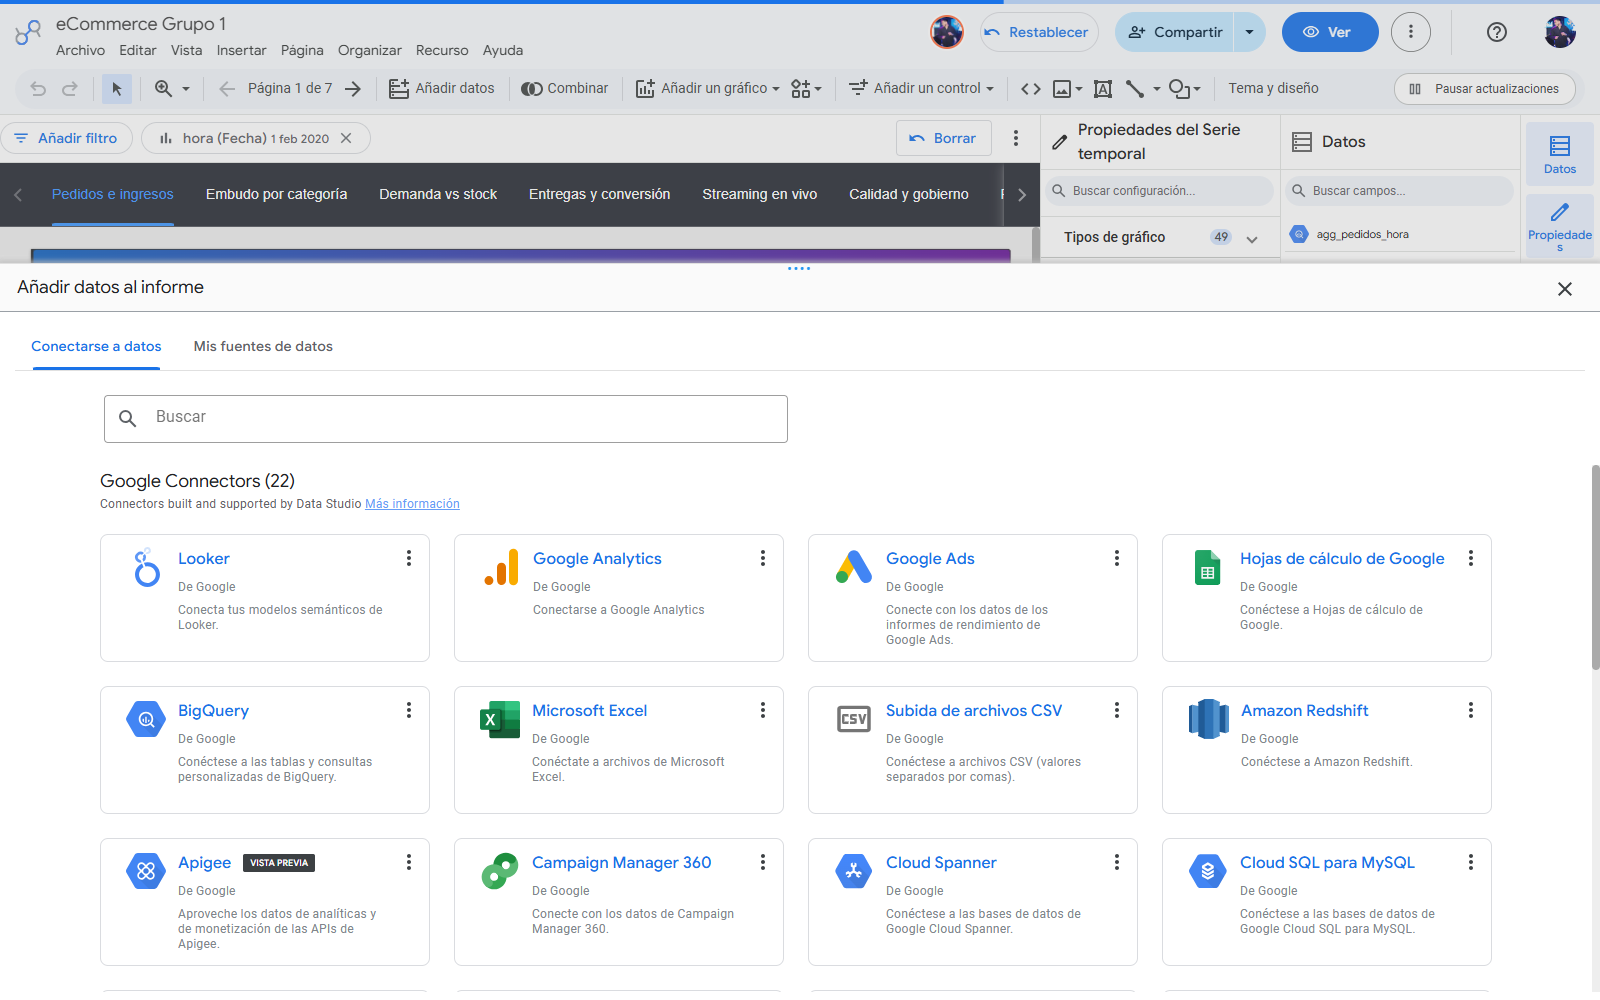 eCommerce Grupo 1
Archivo Editar Vista Insertar Página Organizar Recurso Ayuda
Restablecer
Compartir
Ver
Página 1 de 7
Añadir datos
Combinar
Añadir un gráfico
Añadir un control
Tema y diseño
Pausar actualizaciones
Añadir filtro
hora (Fecha) 1 feb 2020
Borrar
Propiedades del Serie
temporal
Datos
Pedidos e ingresos
Embudo por categoría
Demanda vs stock
Entregas y conversión
Streaming en vivo
Calidad y gobierno
Buscar configuración...
Buscar campos...
Tipos de gráfico
49
agg_pedidos_hora
Datos
Propiedade
s
Añadir datos al informe
Conectarse a datos
Mis fuentes de datos
Buscar
Google Connectors (22)
Connectors built and supported by Data Studio Más información
Looker
De Google
Conecta tus modelos semánticos de
Looker.
Google Analytics
De Google
Conectarse a Google Analytics
Google Ads
De Google
Conecte con los datos de los
informes de rendimiento de
Google Ads.
Hojas de cálculo de Google
De Google
Conéctese a Hojas de cálculo de
Google.
BigQuery
De Google
Conéctese a las tablas y consultas
personalizadas de BigQuery.
X
Microsoft Excel
De Google
Conéctate a archivos de Microsoft
Excel.
CSV
Subida de archivos CSV
De Google
Conéctese a archivos CSV (valores
separados por comas).
Amazon Redshift
De Google
Conéctese a Amazon Redshift.
Apigee
VISTA PREVIA
De Google
Aproveche los datos de analíticas y
de monetización de las APIs de
Apigee.
Campaign Manager 360
De Google
Conecte con los datos de Campaign
Manager 360.
Cloud Spanner
De Google
Conéctese a las bases de datos de
Google Cloud Spanner.
Cloud SQL para MySQL
De Google
Conéctese a las bases de datos de
Google Cloud SQL para MySQL.